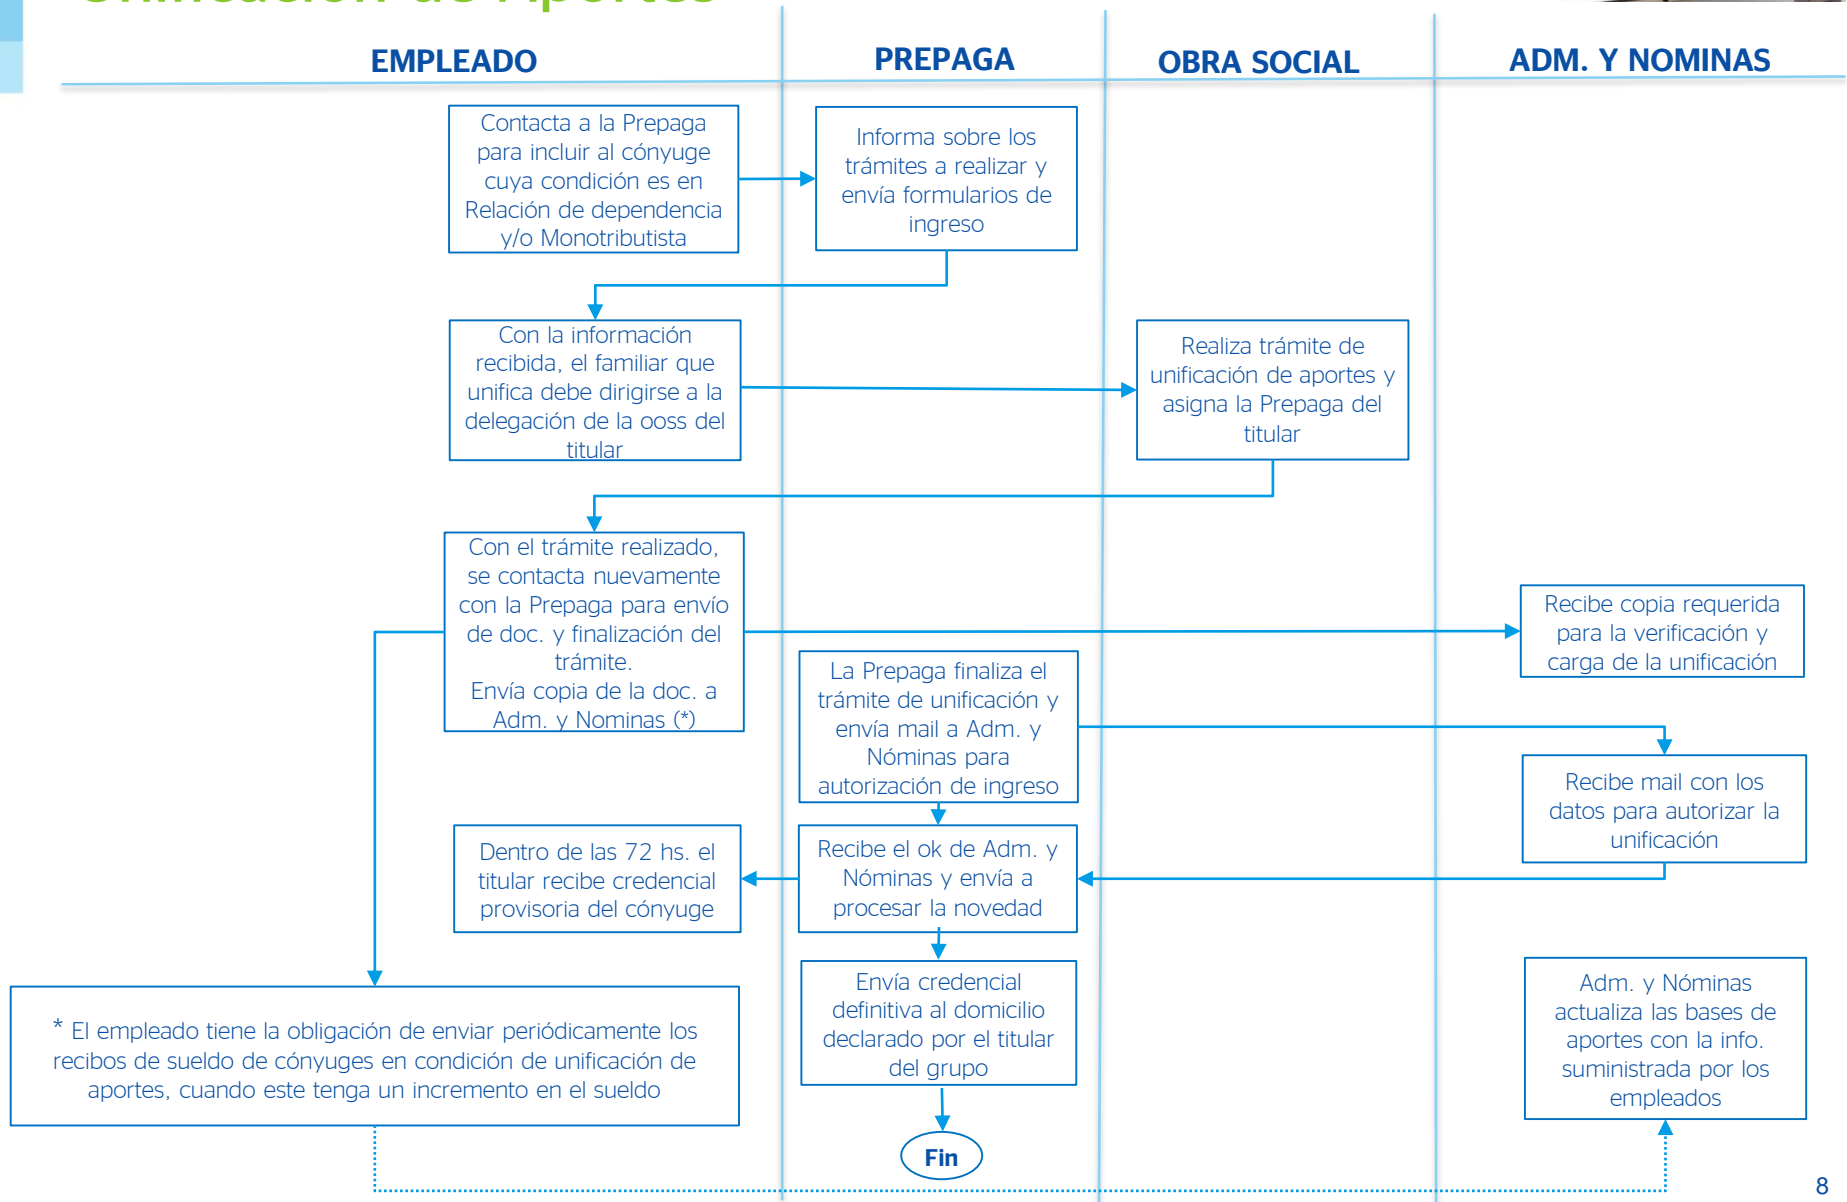 Unificación de Aportes
EMPLEADO
PREPAGA
OBRA SOCIAL
ADM. Y NOMINAS
Contacta a la Prepaga
para incluir al cónyuge
cuya condición es en
Relación de dependencia
y/o Monotributista
Informa sobre los
trámites a realizar y
envía formularios de
ingreso
Con la información
recibida, el familiar que
unifica debe dirigirse a la
delegación de la ooss del
titular
Realiza trámite de
unificación de aportes y
asigna la Prepaga del
titular
Con el trámite realizado,
se contacta nuevamente
con la Prepaga para envío
de doc. y finalización del
trámite.
Envía copia de la doc. a
Adm. y Nominas (*)
Recibe copia requerida
para la verificación y
carga de la unificación
La Prepaga finaliza el
trámite de unificación y
envía mail a Adm. y
Nóminas para
autorización de ingreso
Recibe mail con los
datos para autorizar la
unificación
Dentro de las 72 hs. el
titular recibe credencial
provisoria del cónyuge
Recibe el ok de Adm. y
Nóminas y envía a
procesar la novedad
* El empleado tiene la obligación de enviar periódicamente los
recibos de sueldo de cónyuges en condición de unificación de
aportes, cuando este tenga un incremento en el sueldo
Envía credencial
definitiva al domicilio
declarado por el titular
del grupo
Adm. y Nóminas
actualiza las bases de
aportes con la info.
suministrada por los
empleados
Fin
8